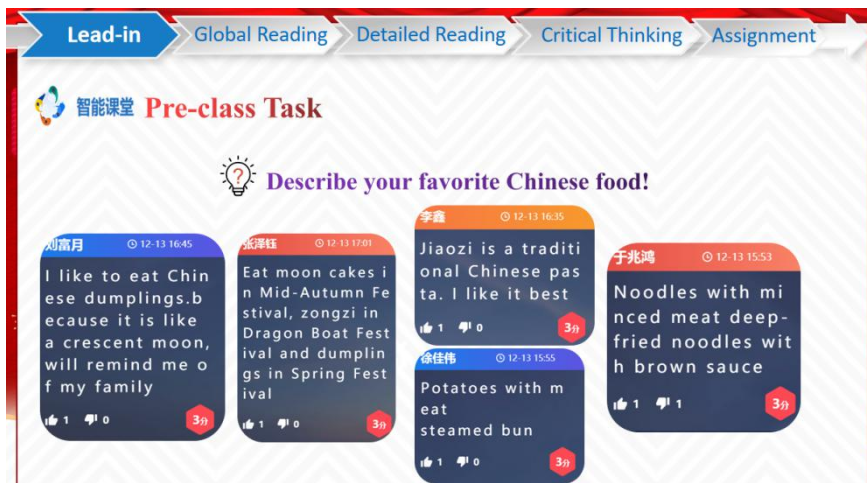 Lead-in
Global Reading
Detailed Reading
Critical Thinking
Assignment
智能课堂 Pre-class Task
?
Describe your favorite Chinese food!
刘富月 12-13 16:45
I like to eat Chin
ese dumplings.b
ecause it is like
a crescent moon,
will remind me o
f my family
1 0 3分
张泽钰 12-13 17:01
Eat moon cakes i
n Mid-Autumn Fe
stival, zongzi in
Dragon Boat Fest
ival and dumplin
gs in Spring Fest
ival
1 0 3分
李鑫 12-13 16:35
Jiaozi is a traditi
onal Chinese pas
ta. I like it best
1 0 3分
徐佳伟 12-13 15:55
Potatoes with m
eat
steamed bun
1 0 3分
于兆鸿 12-13 15:53
Noodles with mi
nced meat deep-
fried noodles wit
h brown sauce
1 1 3分